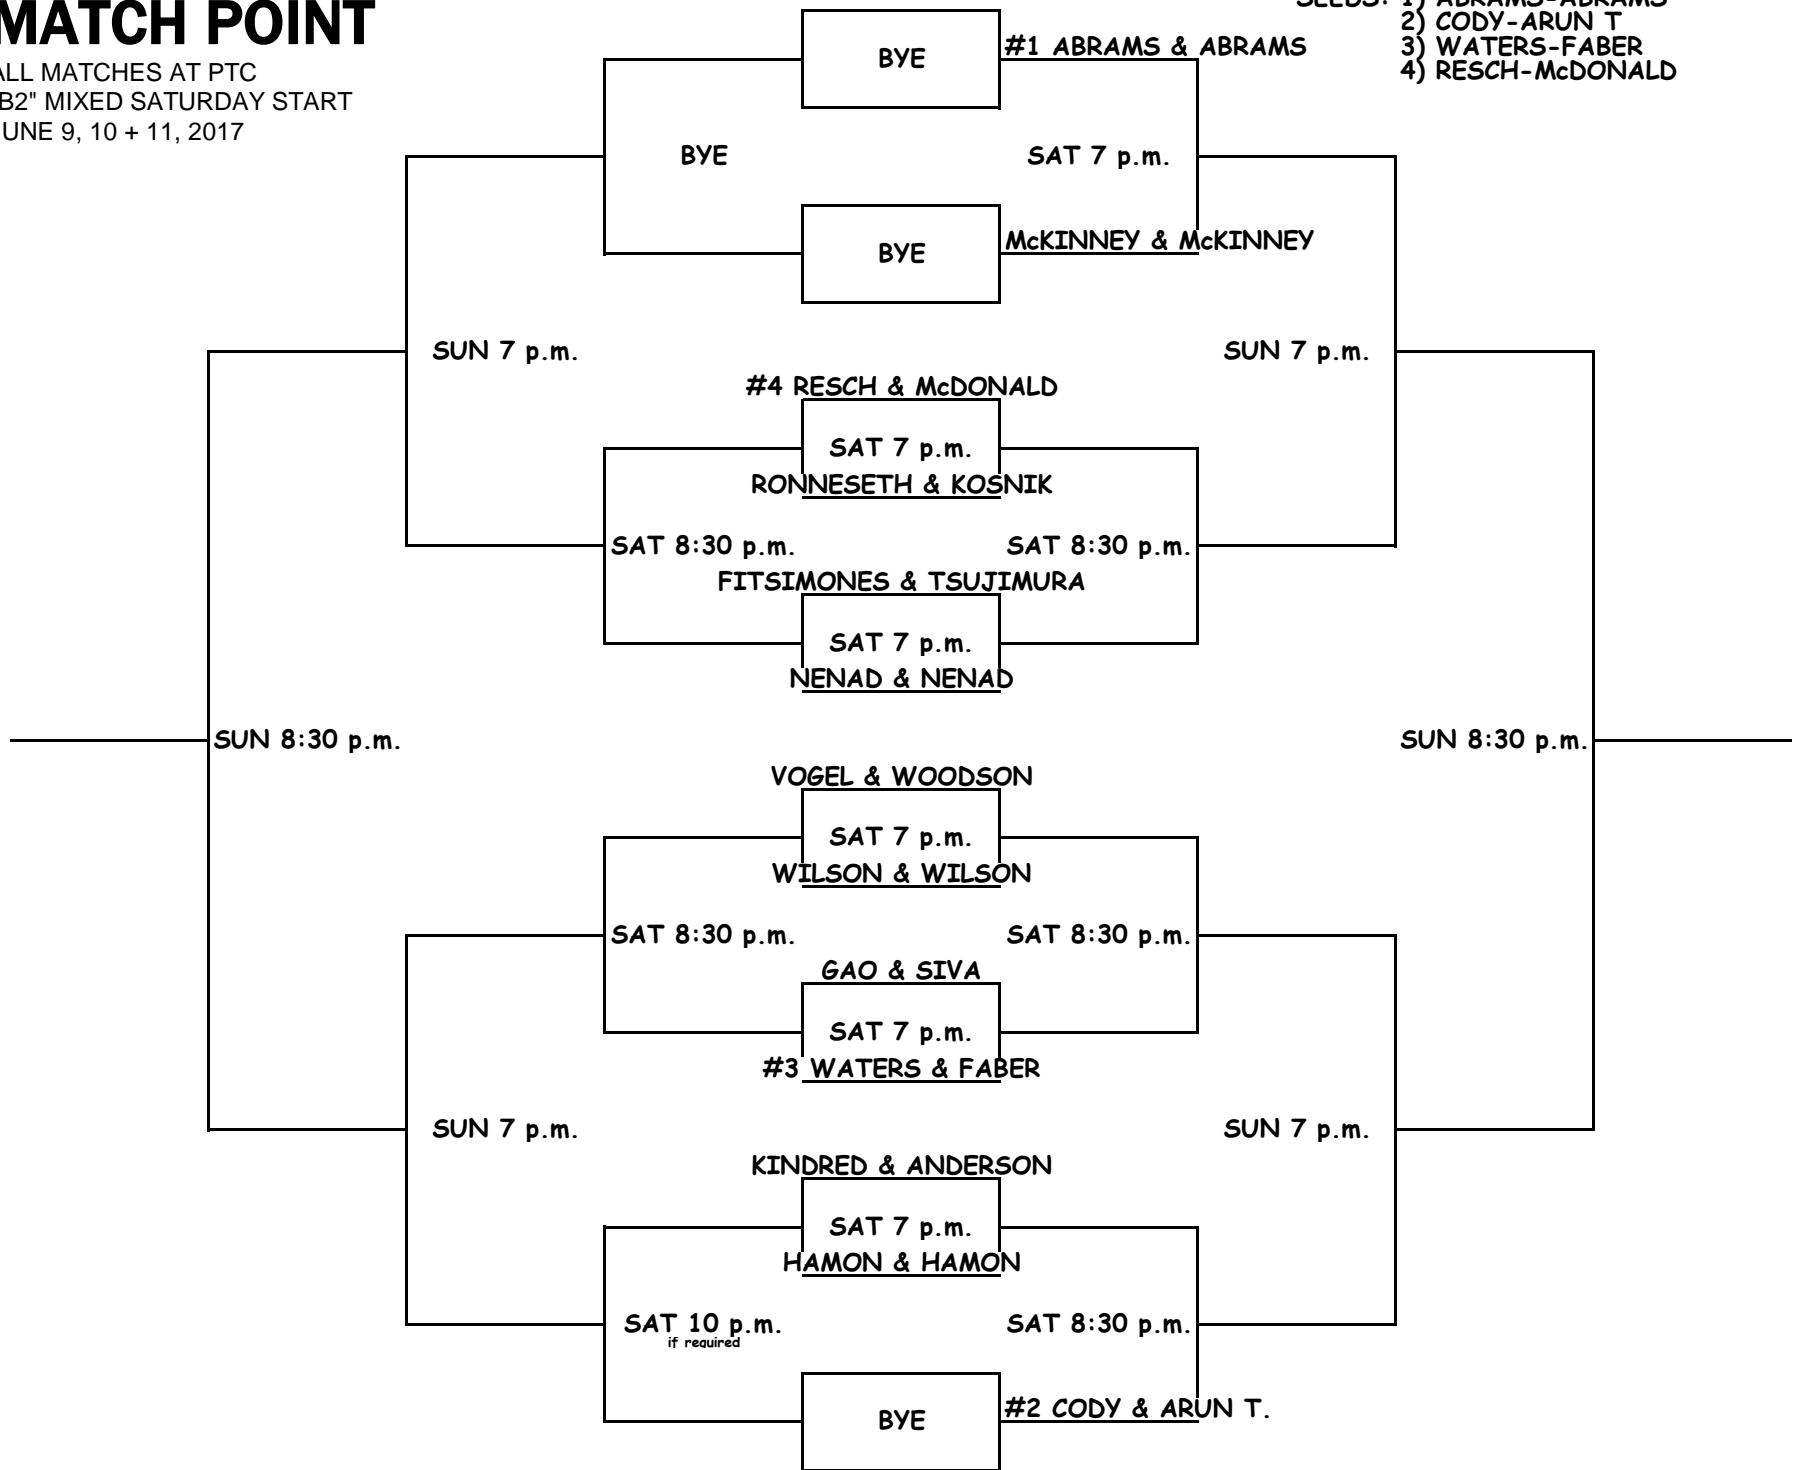 MATCH POINT
ALL MATCHES AT PTC
B2" MIXED SATURDAY START
UNE 9, 10 + 11, 2017
SEEDS: 1) ABRAMS-ABRAMS
2) CODY-ARUN T
3) WATERS-FABER
4) RESCH-McDONALD
BYE
#1 ABRAMS & ABRAMS
BYE
SAT 7 p.m.
BYE
McKINNEY & McKINNEY
SUN 7 p.m.
SUN 7 p.m.
#4 RESCH & McDONALD
SAT 7 p.m.
RONNESETH & KOSNIK
SAT 8:30 p.m.
SAT 8:30 p.m.
FITSIMONES & TSUJIMURA
SAT 7 p.m.
NENAD & NENAD
SUN 8:30 p.m.
SUN 8:30 p.m.
VOGEL & WOODSON
SAT 7 p.m.
WILSON & WILSON
SAT 8:30 p.m.
SAT 8:30 p.m.
GAO & SIVA
SAT 7 p.m.
#3 WATERS & FABER
SUN 7 p.m.
SUN 7 p.m.
KINDRED & ANDERSON
SAT 7 p.m.
HAMON & HAMON
SAT 10 p.m.
if required
SAT 8:30 p.m.
BYE
#2 CODY & ARUN T.